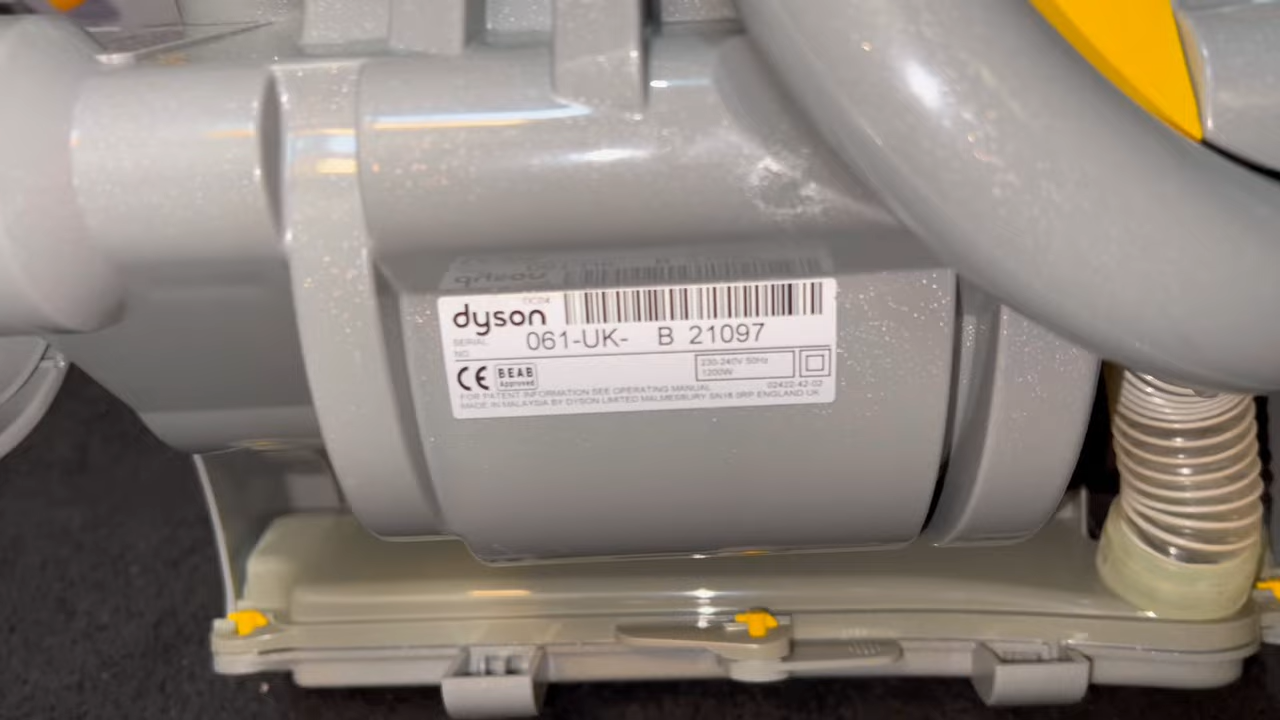 DC04
dyson
SERIAL NO. 061-UK- B 21097
CE BEAB Approved
230-240V 50Hz
1200W
02422-42-02
FOR PATENT INFORMATION SEE OPERATING MANUAL
MADE IN MALAYSIA BY DYSON LIMITED MALMESBURY SN16 0RP ENGLAND UK